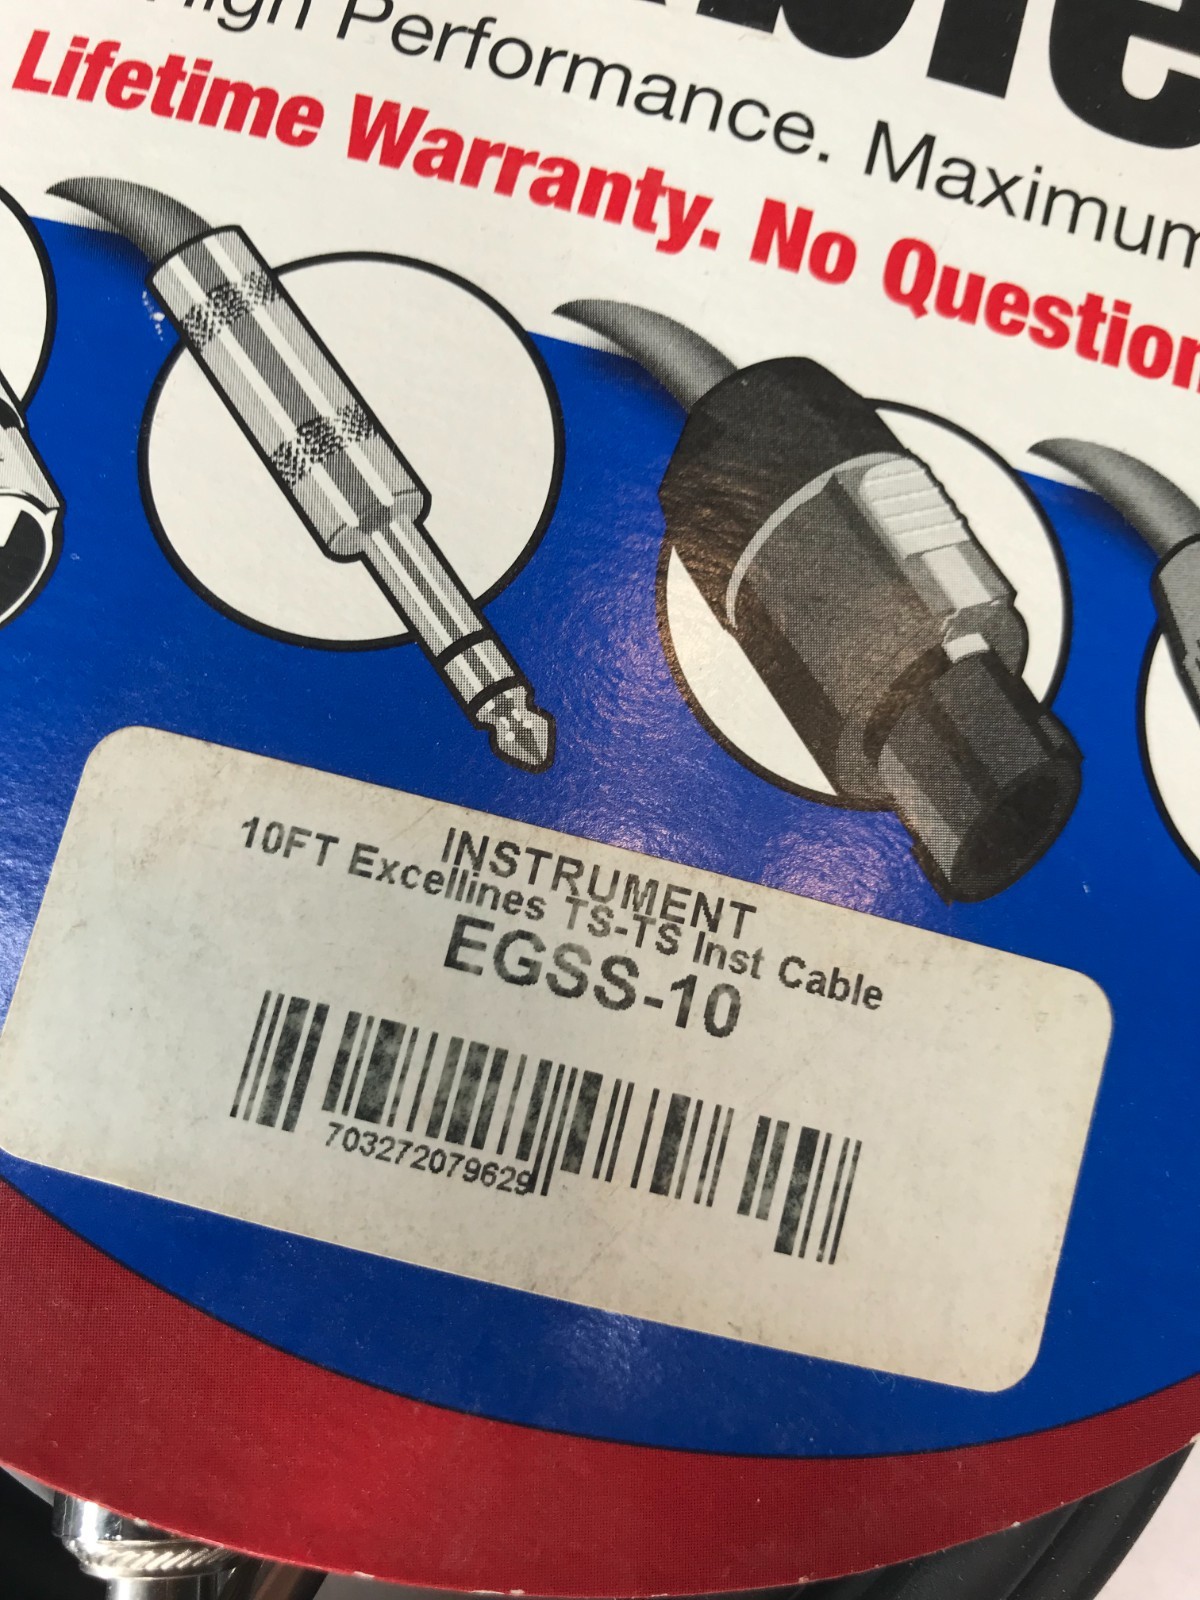 High Performance. Maximum
Lifetime Warranty. No Question
INSTRUMENT
10FT Excellines TS-TS Inst Cable
EGSS-10
703272079629